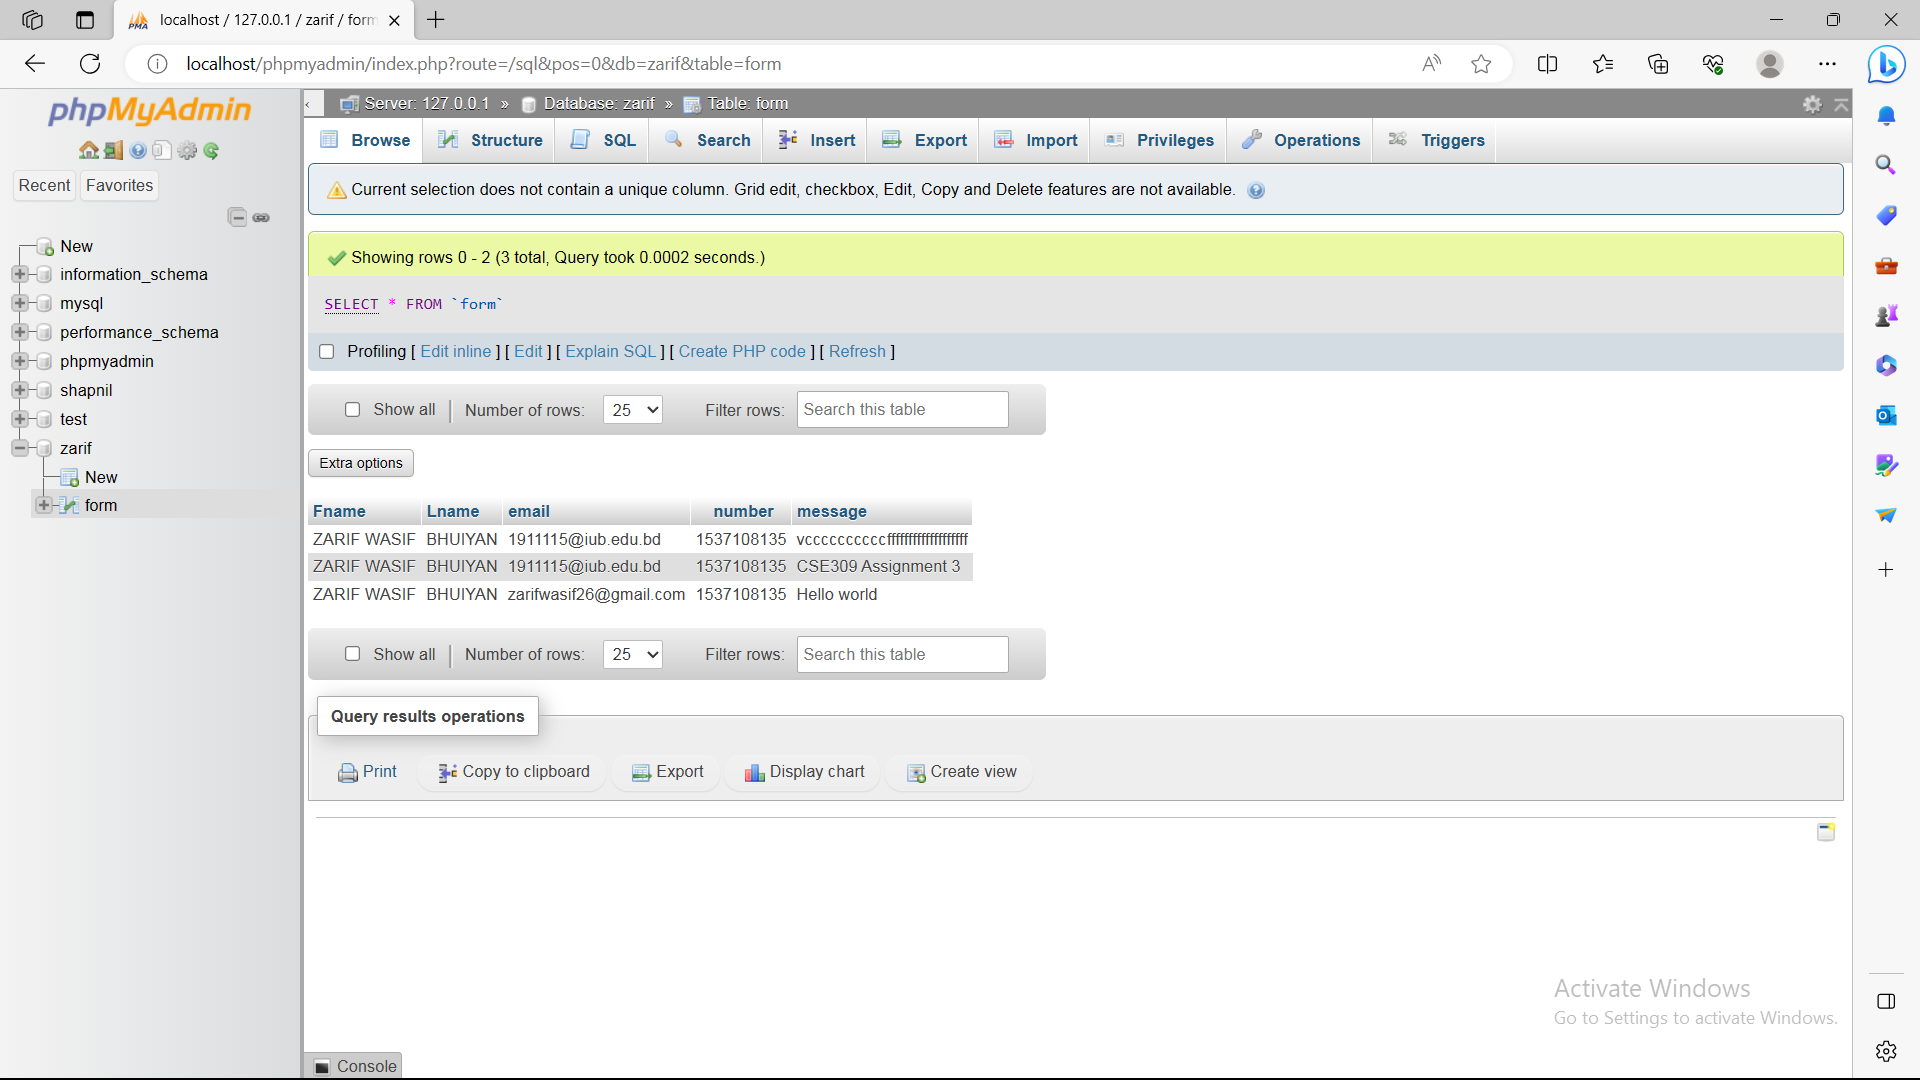 localhost / 127.0.0.1 / zarif / form
localhost/phpmyadmin/index.php?route=/sql&pos=0&db=zarif&table=form
phpMyAdmin
Recent Favorites
New
information_schema
mysql
performance_schema
phpmyadmin
shapnil
test
zarif
New
form
Server: 127.0.0.1 » Database: zarif » Table: form
Browse Structure SQL Search Insert Export Import Privileges Operations Triggers
Current selection does not contain a unique column. Grid edit, checkbox, Edit, Copy and Delete features are not available.
Showing rows 0 - 2 (3 total, Query took 0.0002 seconds.)
SELECT * FROM `form`
Profiling [ Edit inline ] [ Edit ] [ Explain SQL ] [ Create PHP code ] [ Refresh ]
Show all Number of rows: 25 Filter rows: Search this table
Extra options
Fname Lname email number message
ZARIF WASIF BHUIYAN 1911115@iub.edu.bd 1537108135
ZARIF WASIF BHUIYAN 1911115@iub.edu.bd 1537108135 CSE309 Assignment 3
ZARIF WASIF BHUIYAN zarifwasif26@gmail.com 1537108135 Hello world
Show all Number of rows: 25 Filter rows: Search this table
Query results operations
Print Copy to clipboard Export Display chart Create view
Activate Windows
Go to Settings to activate Windows.
Console